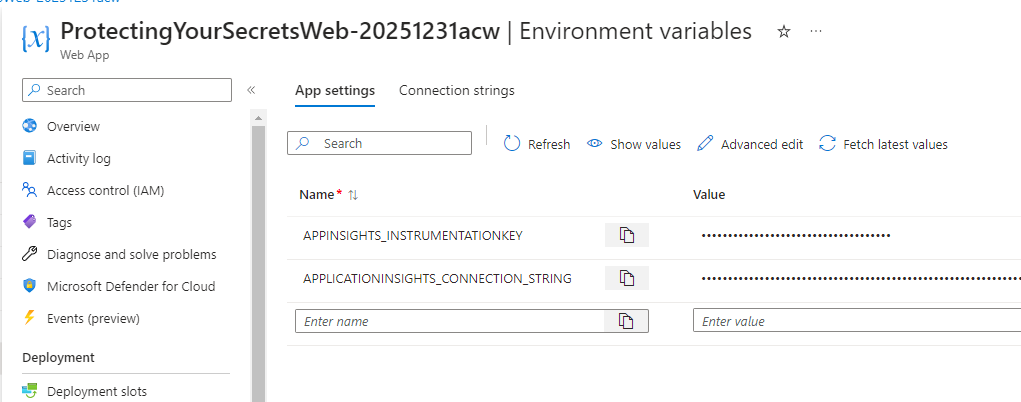 ProtectingYourSecretsWeb-20251231acw | Environment variables
Web App
Search
App settings
Connection strings
Overview
Activity log
Access control (IAM)
Tags
Diagnose and solve problems
Microsoft Defender for Cloud
Events (preview)
Deployment
Deployment slots
Search
Refresh
Show values
Advanced edit
Fetch latest values
Name*
Value
APPINSIGHTS_INSTRUMENTATIONKEY
••••••••••••••••••••••••••••••••••••
APPLICATIONINSIGHTS_CONNECTION_STRING
Enter name
Enter value